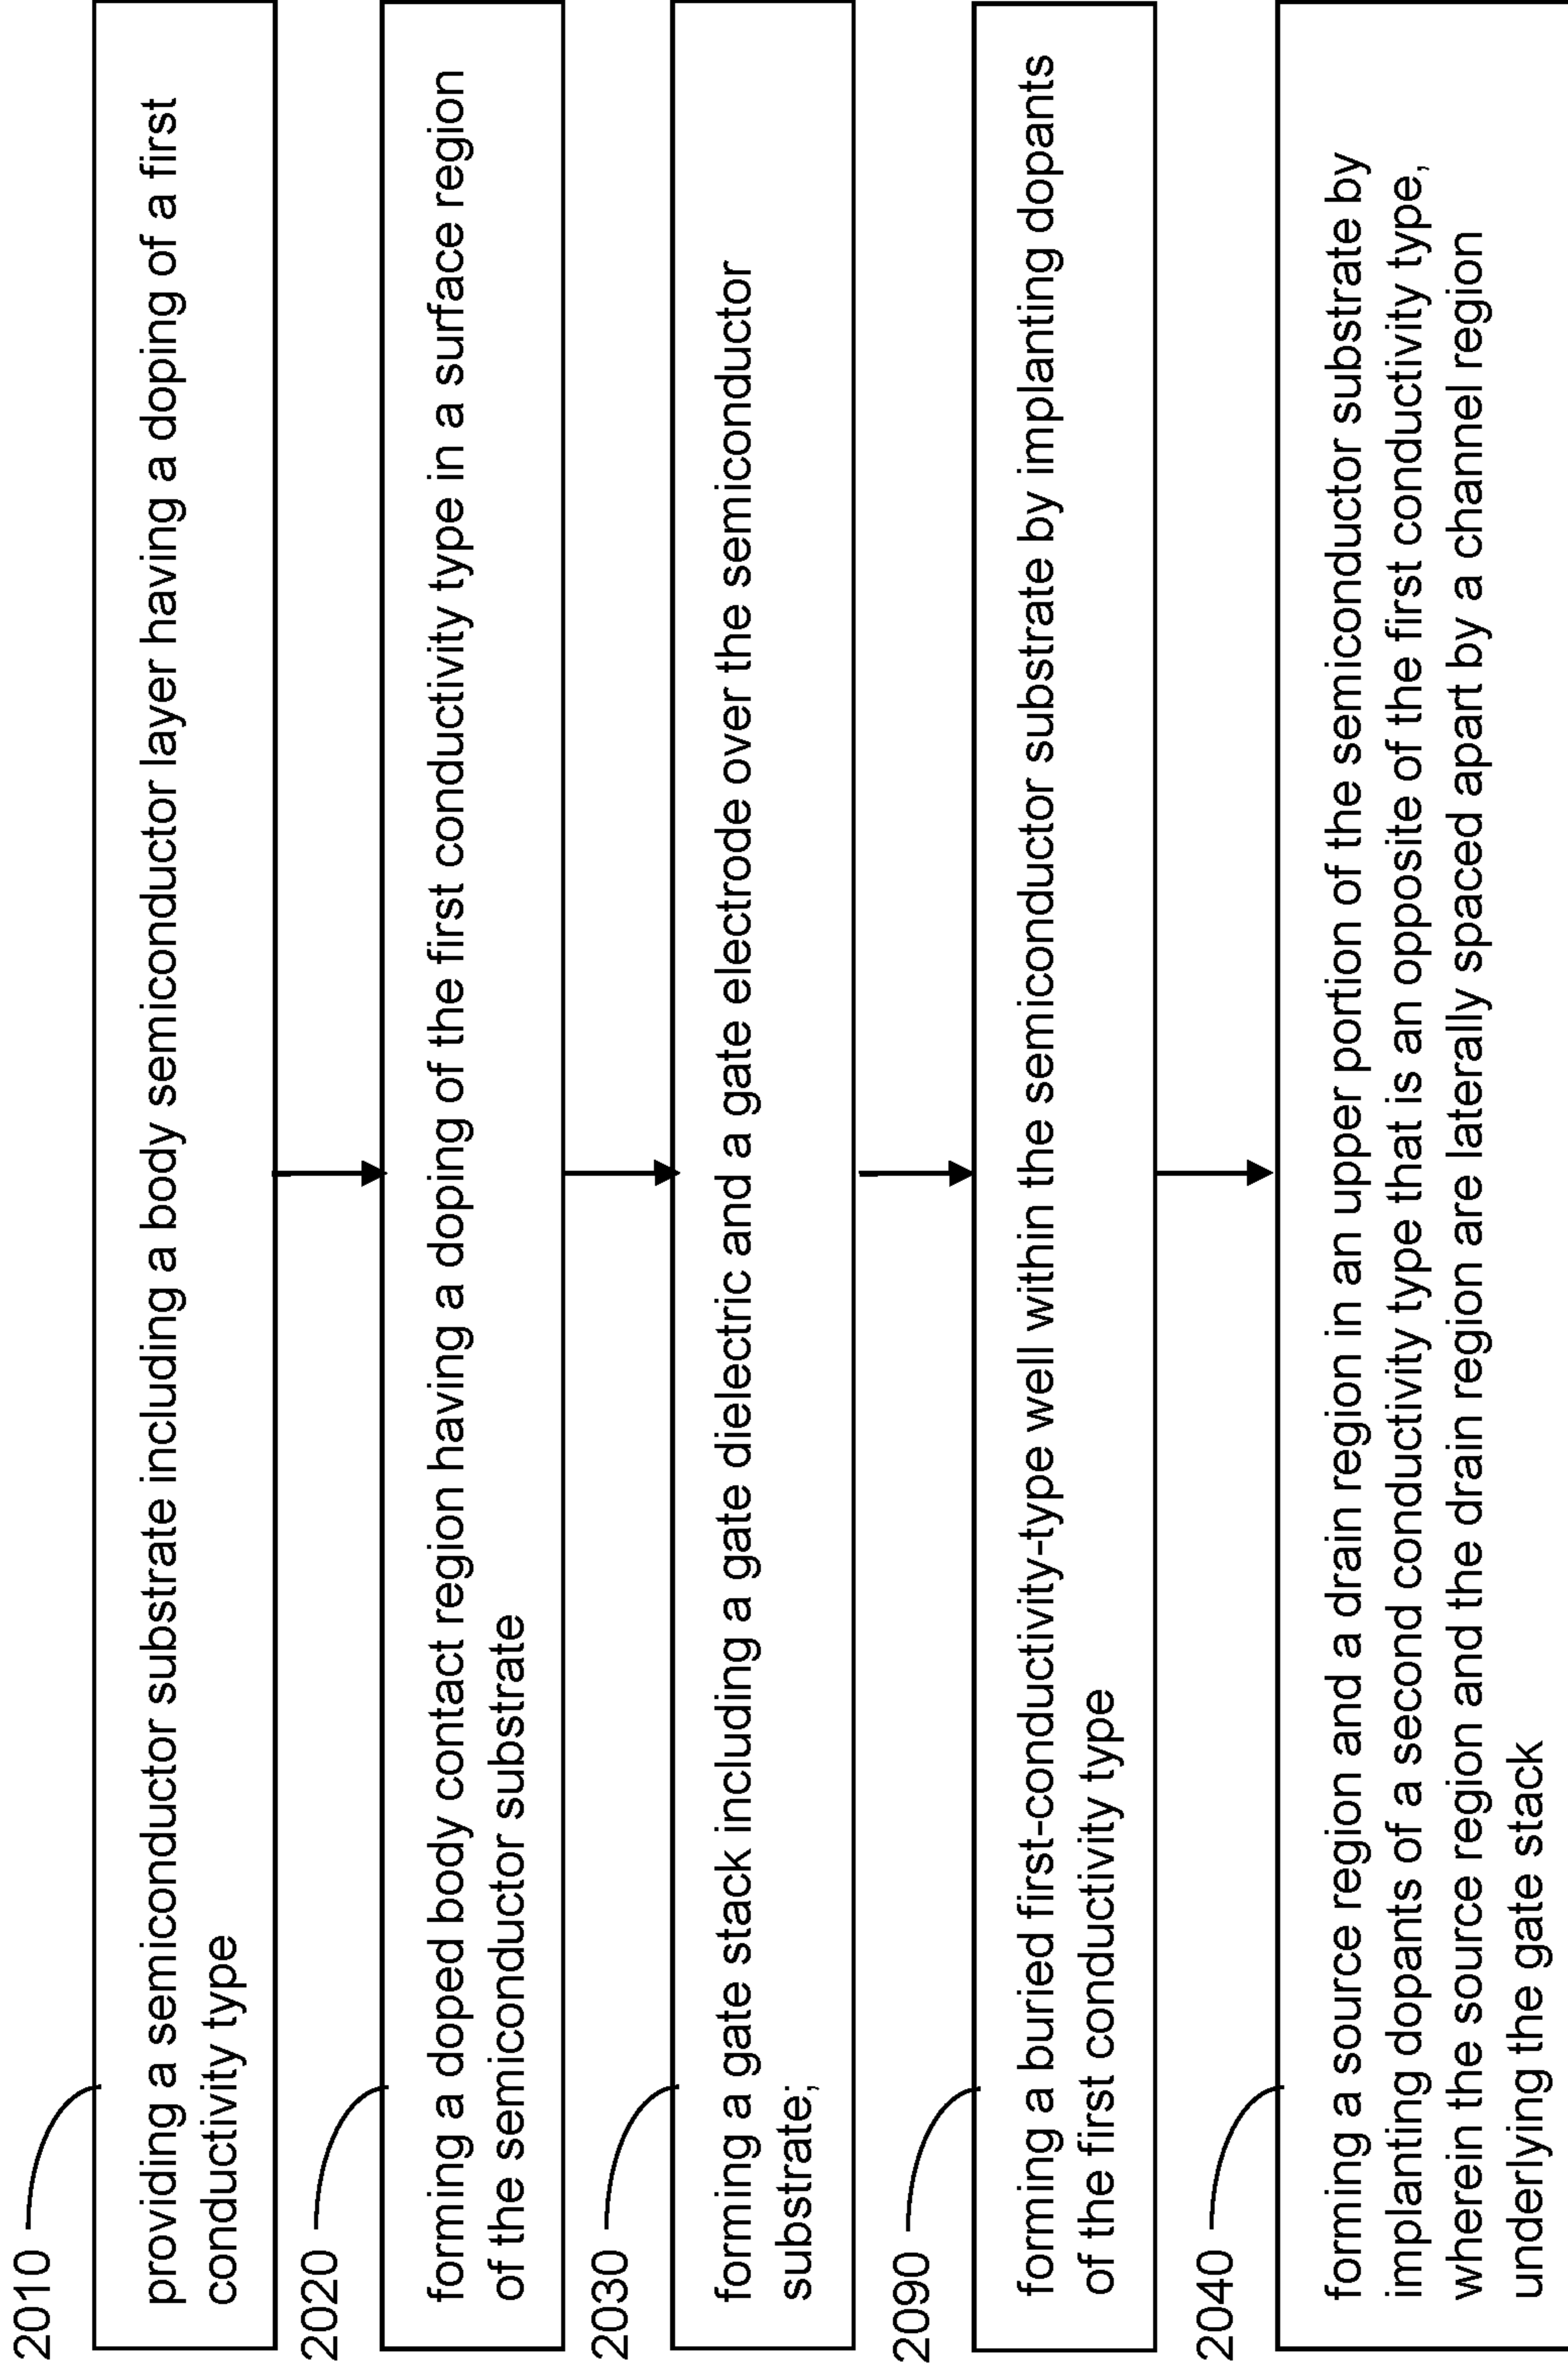 2010
providing a semiconductor substrate including a body semiconductor layer having a doping of a first
conductivity type
2020
forming a doped body contact region having a doping of the first conductivity type in a surface region
of the semiconductor substrate
2030
forming a gate stack including a gate dielectric and a gate electrode over the semiconductor
substrate;
2090
forming a buried first-conductivity-type well within the semiconductor substrate by implanting dopants
of the first conductivity type
2040
forming a source region and a drain region in an upper portion of the semiconductor substrate by
implanting dopants of a second conductivity type that is an opposite of the first conductivity type,
wherein the source region and the drain region are laterally spaced apart by a channel region
underlying the gate stack